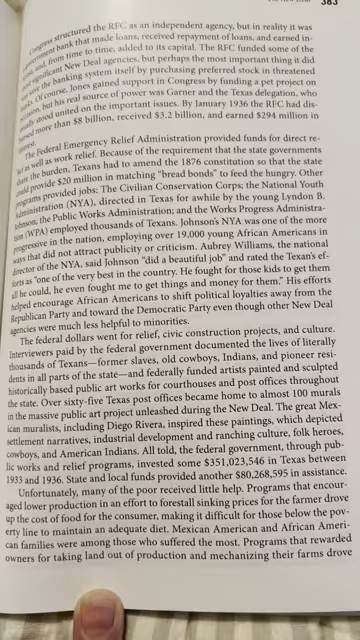 383
Congress structured the RFC as an independent agency, but in reality it was
government bank that made loans, received repayment of loans, and earned in-
and, from time to time, added to its capital. The RFC funded some of the
significant New Deal agencies, but perhaps the most important thing it did
save the banking system itself by purchasing preferred stock in threatened
Of course, Jones gained support in Congress by funding a pet project on
but his real source of power was Garner and the Texas delegation, who
stood united on the important issues. By January 1936 the RFC had dis-
more than $8 billion, received $3.2 billion, and earned $294 million in
The Federal Emergency Relief Administration provided funds for direct re-
as well as work relief. Because of the requirement that the state governments
the burden, Texans had to amend the 1876 constitution so that the state
could provide $20 million in matching "bread bonds" to feed the hungry. Other
programs provided jobs: The Civilian Conservation Corps; the National Youth
Administration (NYA), directed in Texas for awhile by the young Lyndon B.
Johnson; the Public Works Administration; and the Works Progress Administra-
tion (WPA) employed thousands of Texans. Johnson's NYA was one of the more
progressive in the nation, employing over 19,000 young African Americans in
ways that did not attract publicity or criticism. Aubrey Williams, the national
director of the NYA, said Johnson "did a beautiful job" and rated the Texan's ef-
forts as "one of the very best in the country. He fought for those kids to get them
all he could, he even fought me to get things and money for them." His efforts
helped encourage African Americans to shift political loyalties away from the
Republican Party and toward the Democratic Party even though other New Deal
agencies were much less helpful to minorities.
The federal dollars went for relief, civic construction projects, and culture.
Interviewers paid by the federal government documented the lives of literally
thousands of Texans—former slaves, old cowboys, Indians, and pioneer resi-
dents in all parts of the state—and federally funded artists painted and sculpted
historically based public art works for courthouses and post offices throughout
the state. Over sixty-five Texas post offices became home to almost 100 murals
in the massive public art project unleashed during the New Deal. The great Mex-
ican muralists, including Diego Rivera, inspired these paintings, which depicted
settlement narratives, industrial development and ranching culture, folk heroes,
cowboys, and American Indians. All told, the federal government, through pub-
lic works and relief programs, invested some $351,023,546 in Texas between
1933 and 1936. State and local funds provided another $80,268,595 in assistance.
Unfortunately, many of the poor received little help. Programs that encour-
aged lower production in an effort to forestall sinking prices for the farmer drove
up the cost of food for the consumer, making it difficult for those below the pov-
erty line to maintain an adequate diet. Mexican American and African Ameri-
can families were among those who suffered the most. Programs that rewarded
owners for taking land out of production and mechanizing their farms drove